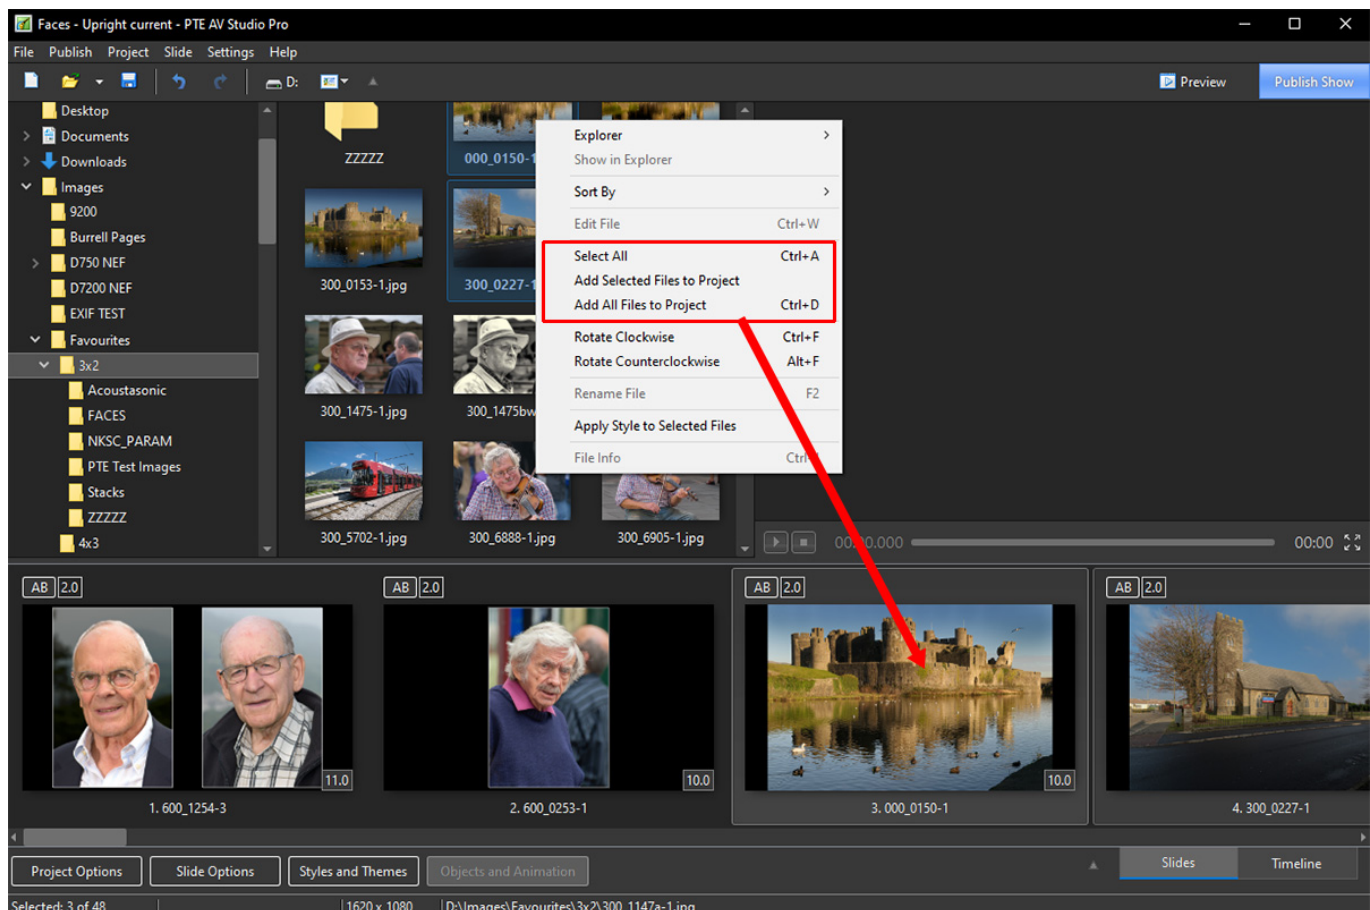 Faces - Upright current - PTE AV Studio Pro
File Publish Project Slide Settings Help
D:
Preview
Publish Show
Desktop
Documents
Downloads
Images
9200
Burrell Pages
D750 NEF
D7200 NEF
EXIF TEST
Favourites
3x2
Acoustasonic
FACES
NKSC_PARAM
PTE Test Images
Stacks
ZZZZZ
4x3
ZZZZZ
000_0150-1
300_0153-1.jpg
300_0227-1
300_1475-1.jpg
300_1475bw
300_5702-1.jpg
300_6888-1.jpg
300_6905-1.jpg
Explorer
Show in Explorer
Sort By
Edit File Ctrl+W
Select All Ctrl+A
Add Selected Files to Project
Add All Files to Project Ctrl+D
Rotate Clockwise Ctrl+F
Rotate Counterclockwise Alt+F
Rename File F2
Apply Style to Selected Files
File Info
00:00
AB 2.0
11.0
1. 600_1254-3
AB 2.0
10.0
2. 600_0253-1
AB 2.0
10.0
3. 000_0150-1
AB 2.0
4. 300_0227-1
Project Options
Slide Options
Styles and Themes
Objects and Animation
Slides
Timeline
Selected: 3 of 48
1620 x 1080
D:\Images\Favourites\3x2\300_1147a-1.jpg